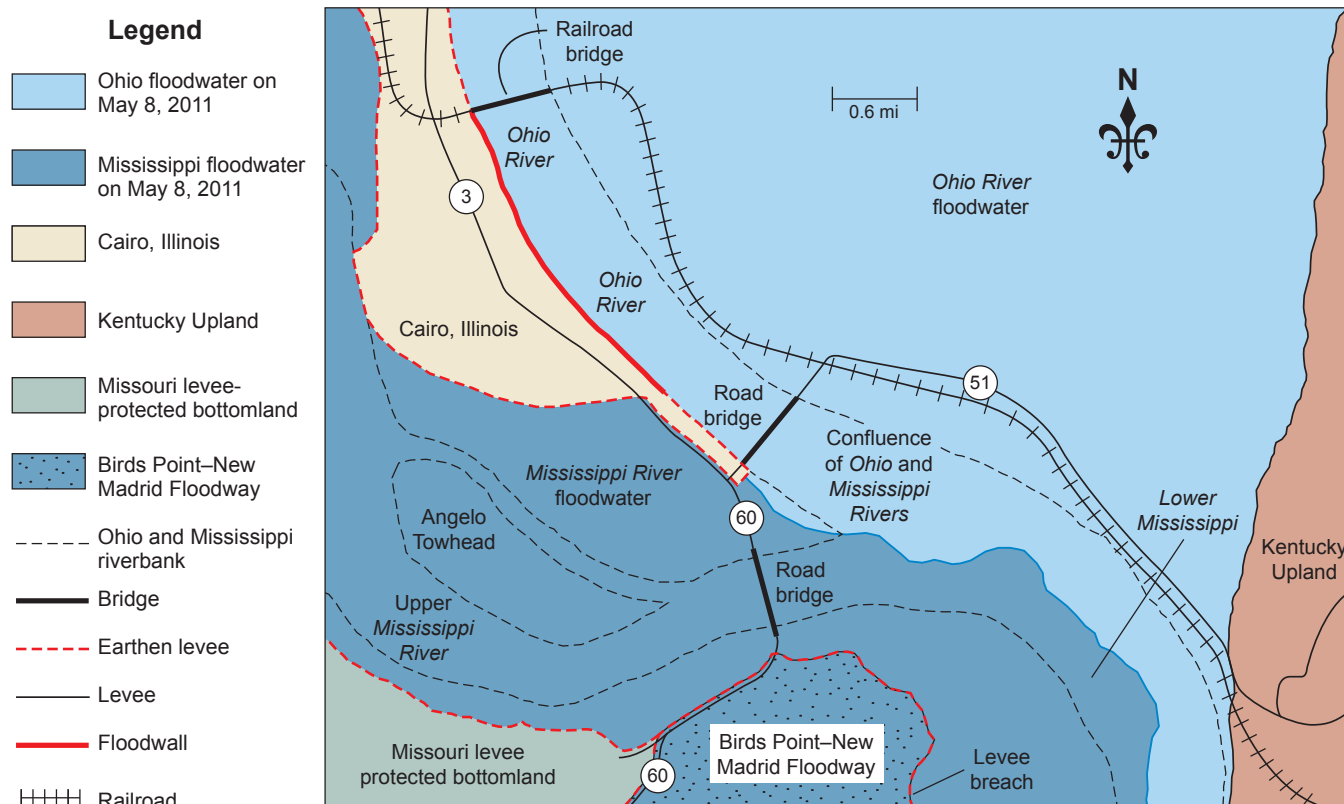 Legend
Ohio floodwater on
May 8, 2011
Mississippi floodwater
on May 8, 2011
Cairo, Illinois
Kentucky Upland
Missouri levee-
protected bottomland
Birds Point–New
Madrid Floodway
Ohio and Mississippi
riverbank
Bridge
Earthen levee
Levee
Floodwall
Railroad
Railroad
bridge
0.6 mi
N
Ohio
River
3
Ohio River
floodwater
Ohio
River
Cairo, Illinois
51
Road
bridge
Confluence
of Ohio and
Mississippi
Rivers
Mississippi River
floodwater
Lower
Mississippi
Angelo
Towhead
60
Kentucky
Upland
Road
bridge
Upper
Mississippi
River
Missouri levee
protected bottomland
60
Birds Point–New
Madrid Floodway
Levee
breach